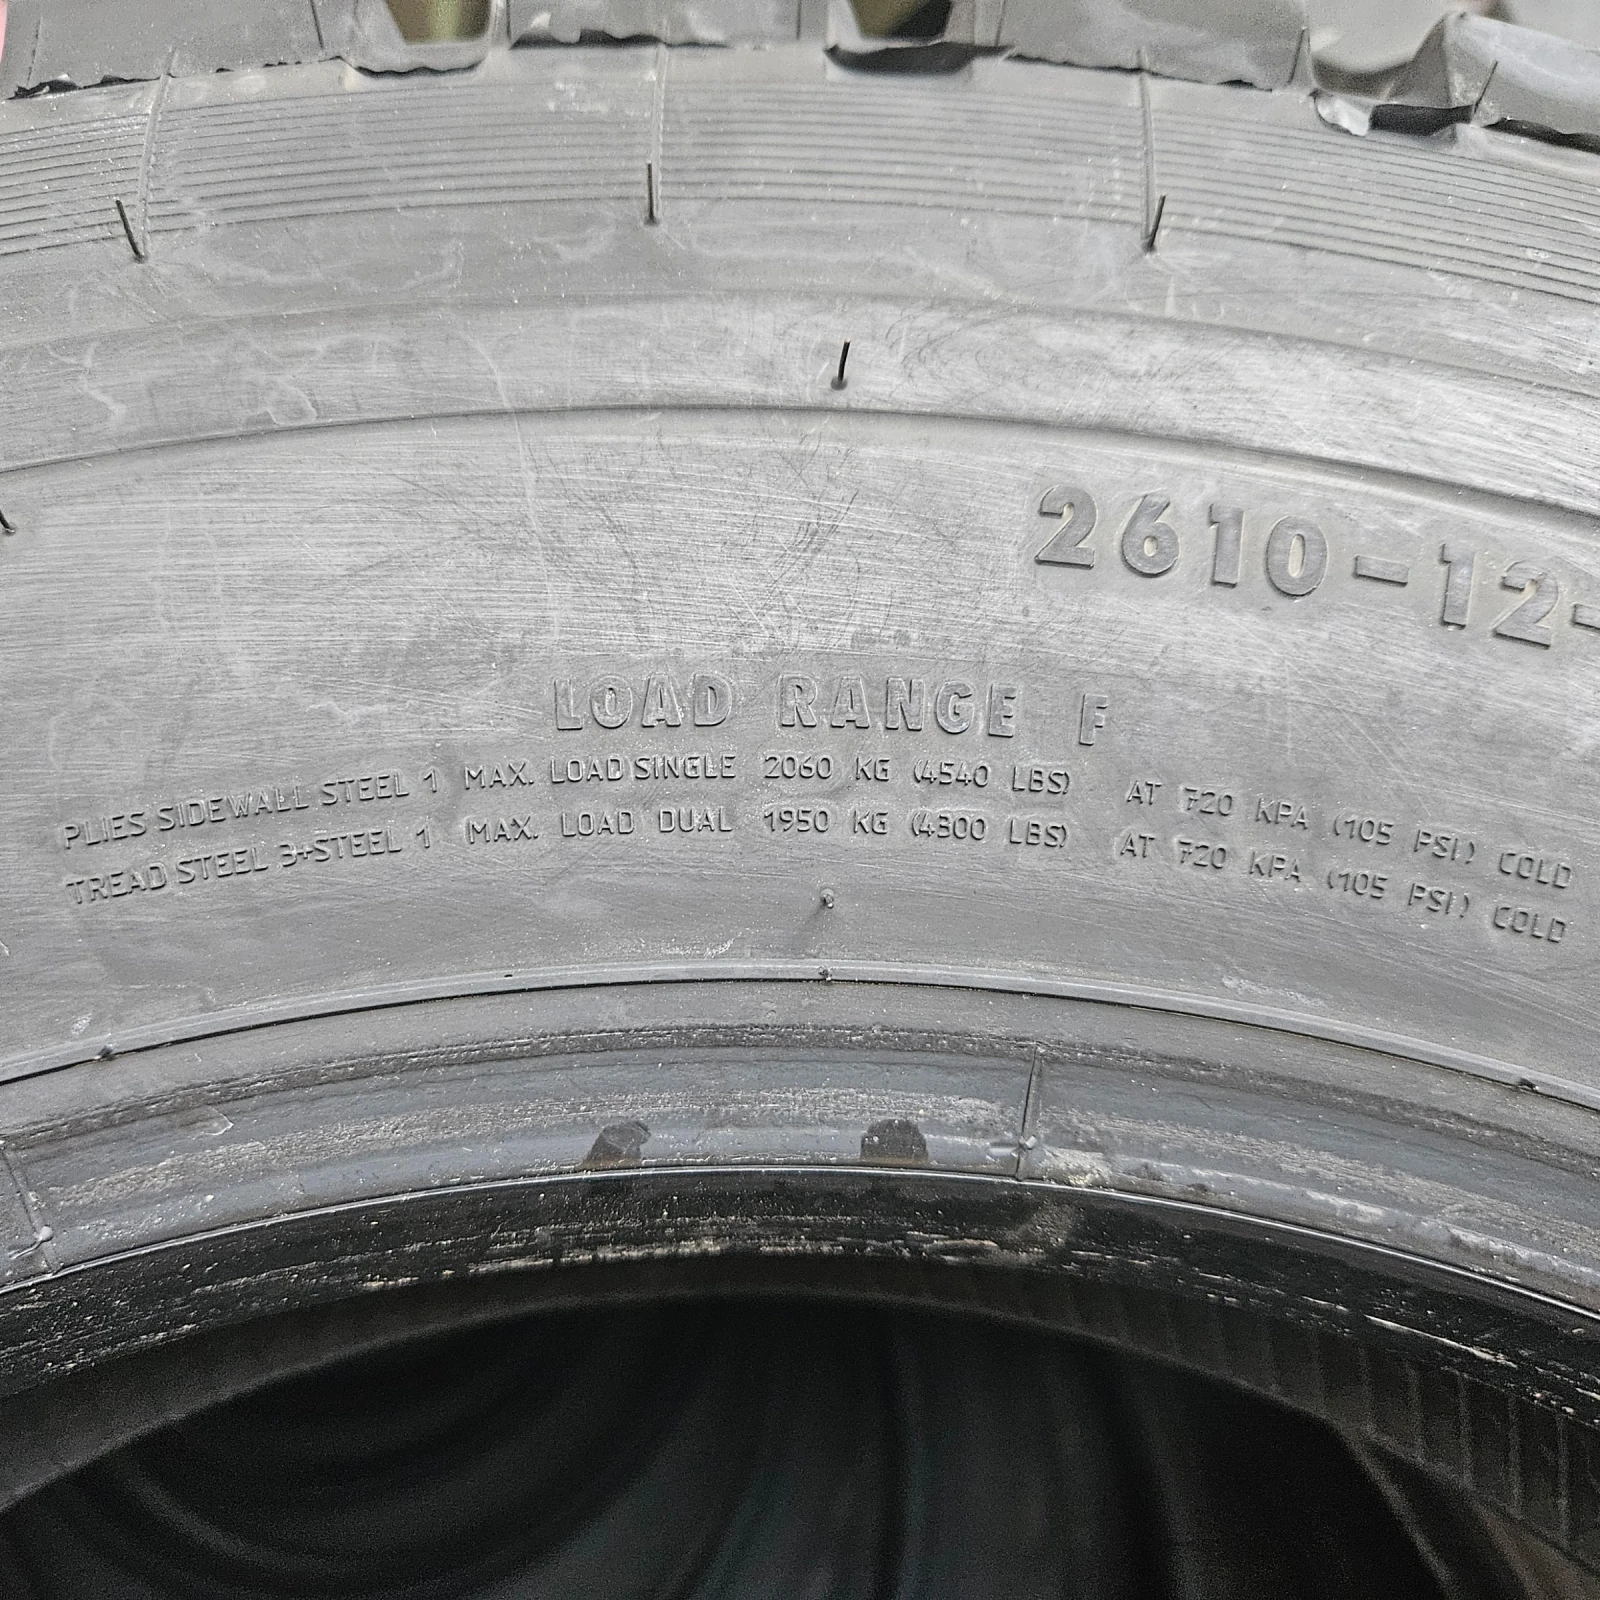 2610-12-
LOAD RANGE F
PLIES SIDEWALL STEEL 1 MAX. LOAD SINGLE 2060 KG (4540 LBS) AT 720 KPA (105 PSI) COLD
TREAD STEEL 3+STEEL 1 MAX. LOAD DUAL 1950 KG (4300 LBS) AT 720 KPA (105 PSI) COLD